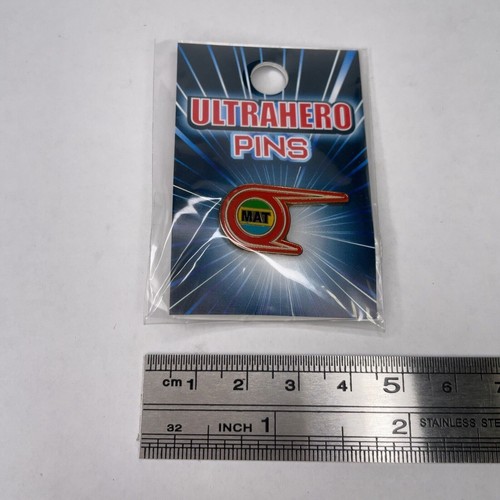 ULTRAHERO
PINS
MAT
cm 1 2 3 4 5 6 7
32 INCH 1 2 STAINLESS STE